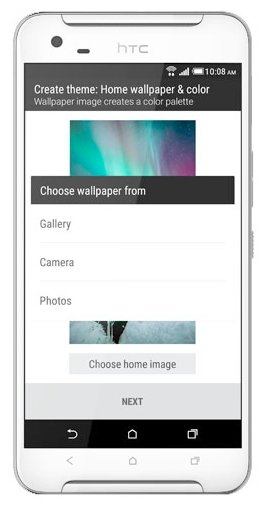 hTC
10:08 AM
Create theme: Home wallpaper & color
Wallpaper image creates a color palette
Choose wallpaper from
Gallery
Camera
Photos
Choose home image
NEXT